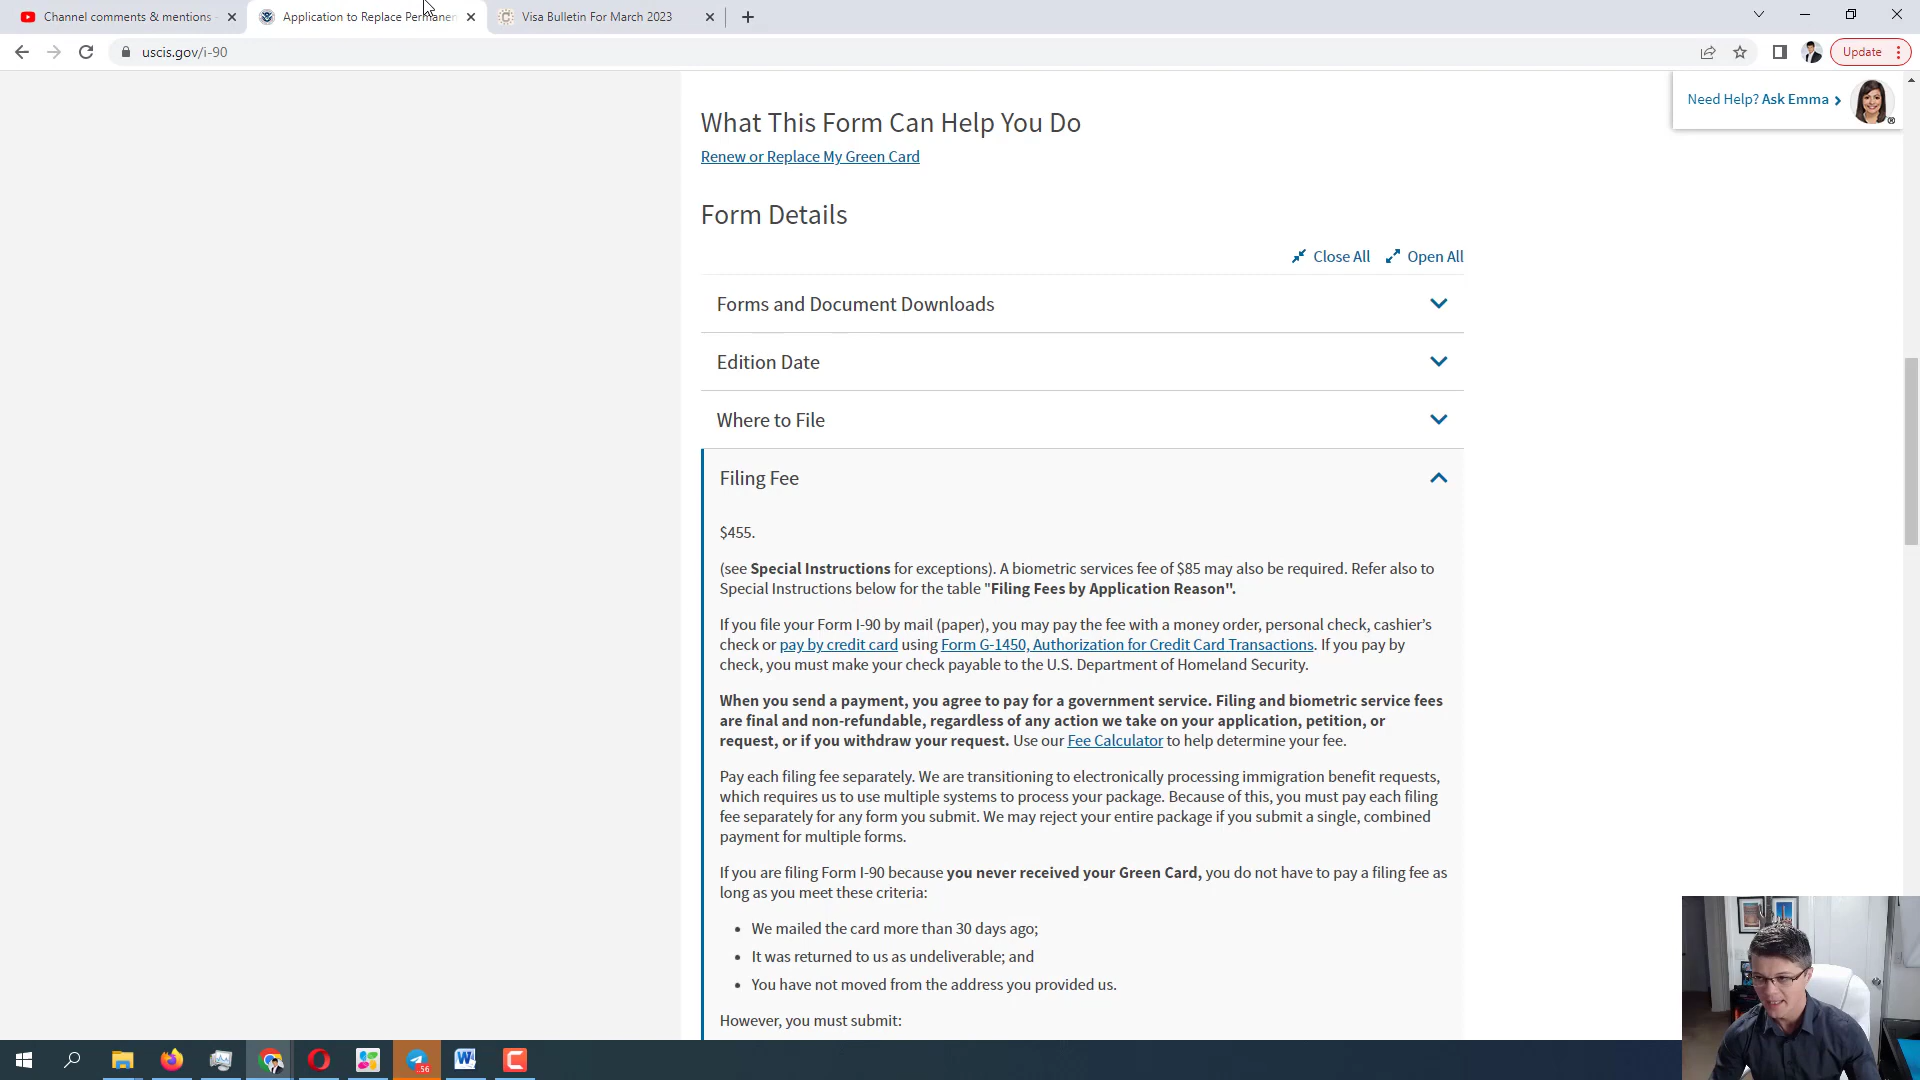 Channel comments & mentions
Application to Replace Permanen
Visa Bulletin For March 2023
uscis.gov/i-90
Update
Need Help? Ask Emma
What This Form Can Help You Do
Renew or Replace My Green Card
Form Details
Close All
Open All
Forms and Document Downloads
Edition Date
Where to File
Filing Fee
$455.
(see Special Instructions for exceptions). A biometric services fee of $85 may also be required. Refer also to
Special Instructions below for the table "Filing Fees by Application Reason".
If you file your Form I-90 by mail (paper), you may pay the fee with a money order, personal check, cashier’s
check or pay by credit card using Form G-1450, Authorization for Credit Card Transactions. If you pay by
check, you must make your check payable to the U.S. Department of Homeland Security.
When you send a payment, you agree to pay for a government service. Filing and biometric service fees
are final and non-refundable, regardless of any action we take on your application, petition, or
request, or if you withdraw your request. Use our Fee Calculator to help determine your fee.
Pay each filing fee separately. We are transitioning to electronically processing immigration benefit requests,
which requires us to use multiple systems to process your package. Because of this, you must pay each filing
fee separately for any form you submit. We may reject your entire package if you submit a single, combined
payment for multiple forms.
If you are filing Form I-90 because you never received your Green Card, you do not have to pay a filing fee as
long as you meet these criteria:
• We mailed the card more than 30 days ago;
• It was returned to us as undeliverable; and
• You have not moved from the address you provided us.
However, you must submit:
56